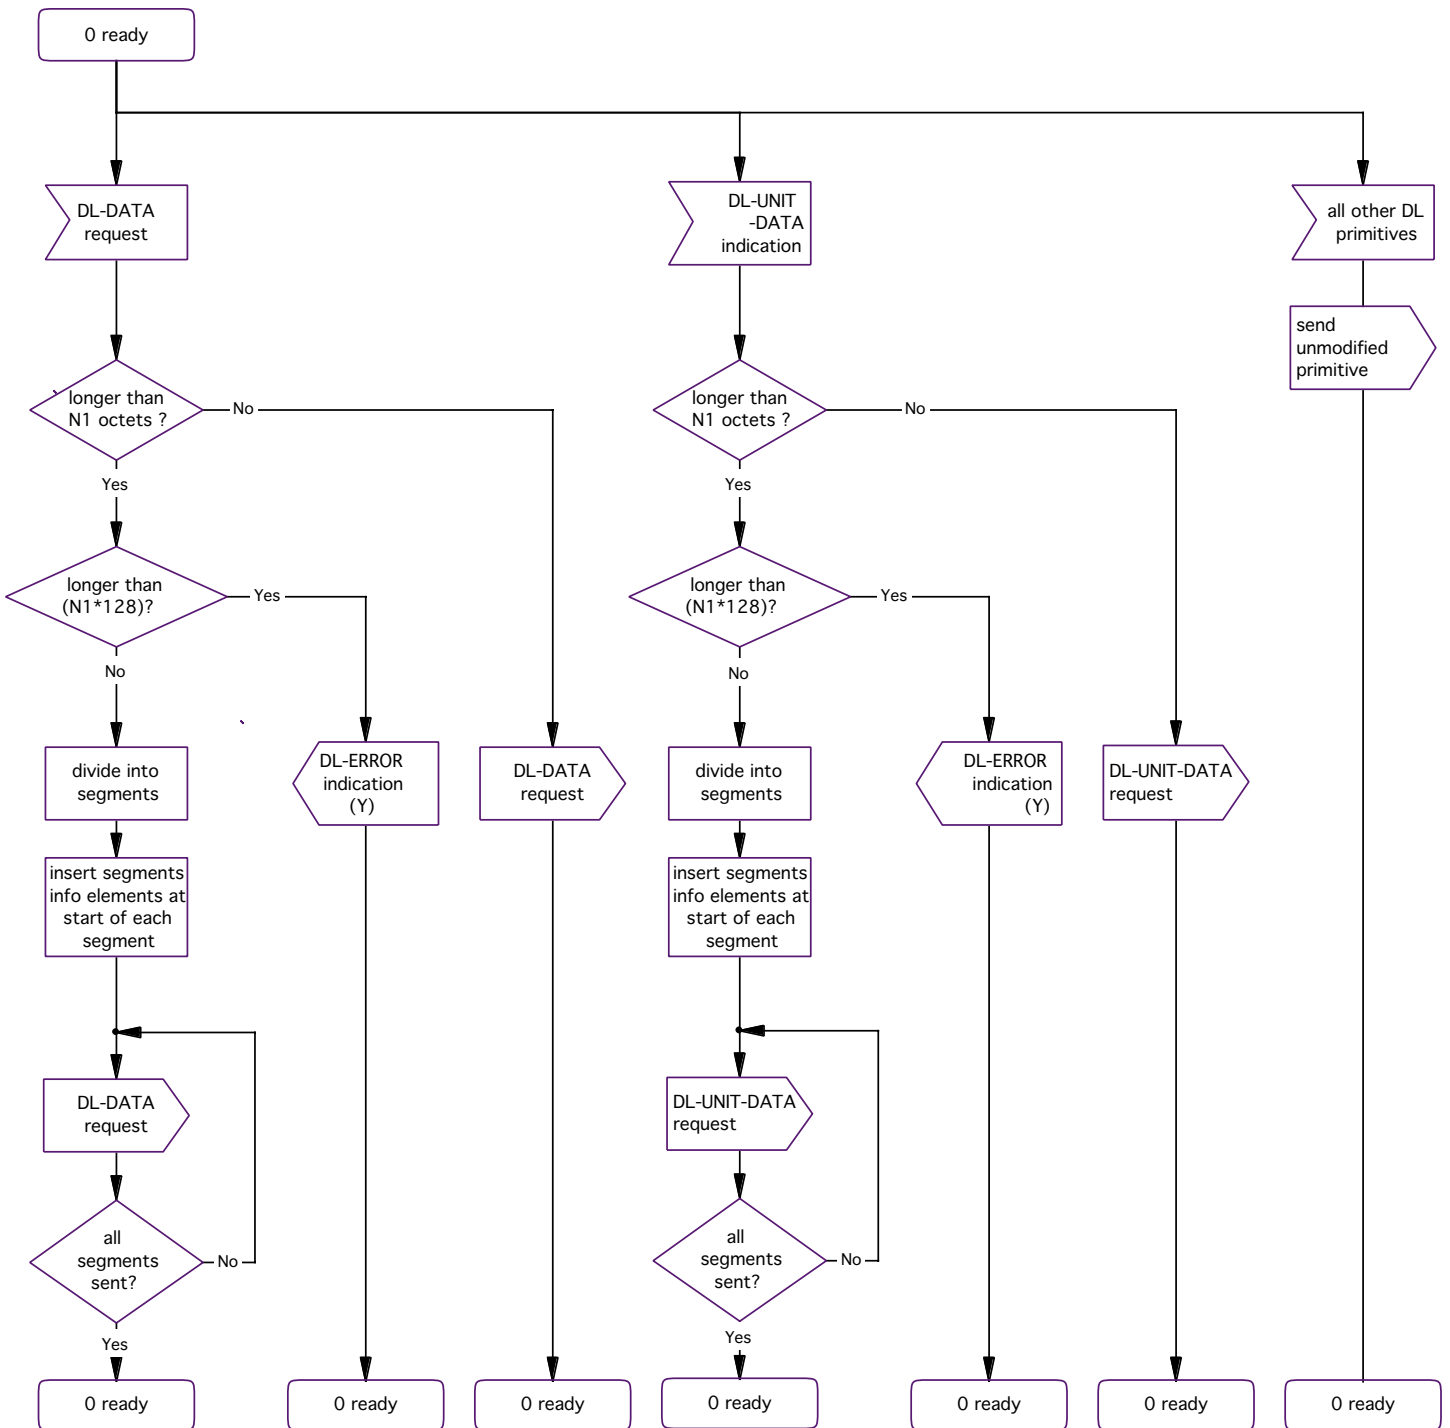 0 ready
DL-DATA
request
DL-UNIT
-DATA
indication
all other DL
primitives
send
unmodified
primitive
longer than
N1 octets ?
No
longer than
N1 octets ?
No
Yes
Yes
longer than
(N1*128)?
Yes
longer than
(N1*128)?
Yes
No
No
divide into
segments
DL-ERROR
indication
(Y)
DL-DATA
request
divide into
segments
DL-ERROR
indication
(Y)
DL-UNIT-DATA
request
insert segments
info elements at
start of each
segment
insert segments
info elements at
start of each
segment
DL-DATA
request
DL-UNIT-DATA
request
all
segments
sent?
No
all
segments
sent?
No
Yes
Yes
0 ready
0 ready
0 ready
0 ready
0 ready
0 ready
0 ready